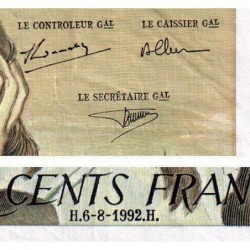 LE CONTROLEUR GAL
LE CAISSIER GAL
LE SECRÉTAIRE GAL
CENTS FRAN
H.6-8-1992.H.